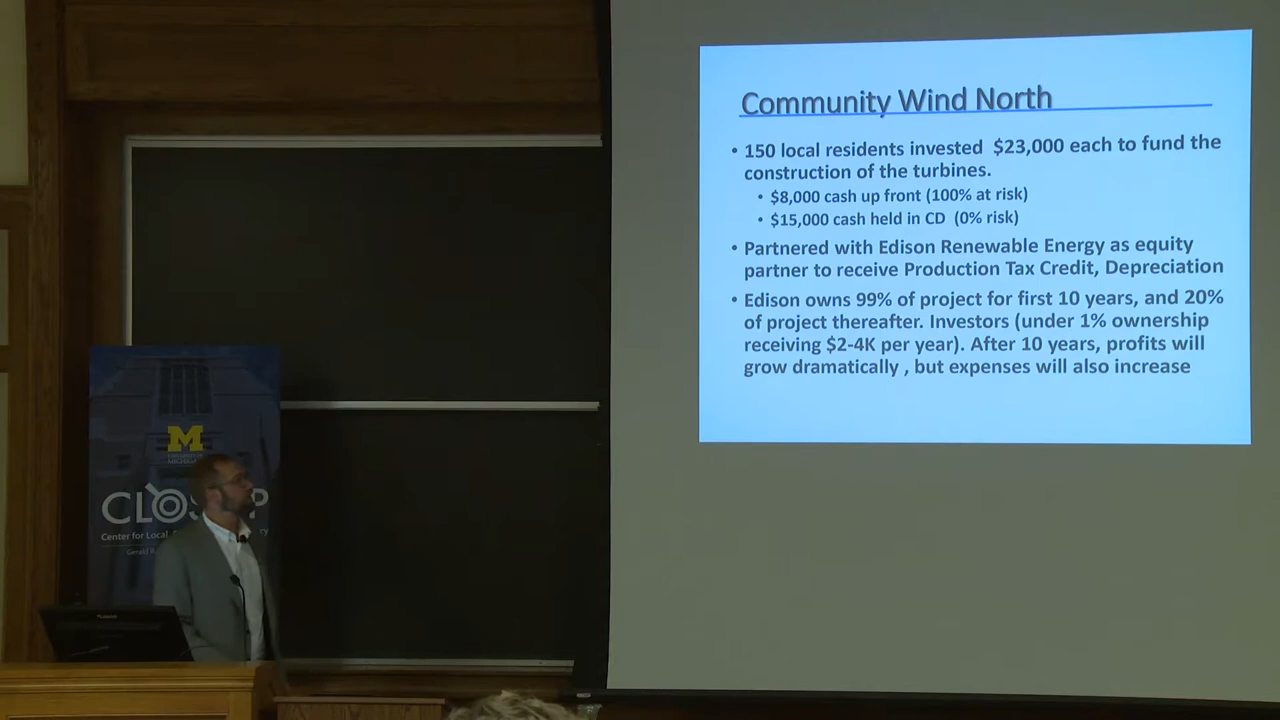 Community Wind North
• 150 local residents invested $23,000 each to fund the
construction of the turbines.
• $8,000 cash up front (100% at risk)
• $15,000 cash held in CD (0% risk)
• Partnered with Edison Renewable Energy as equity
partner to receive Production Tax Credit, Depreciation
• Edison owns 99% of project for first 10 years, and 20%
of project thereafter. Investors (under 1% ownership
receiving $2-4K per year). After 10 years, profits will
grow dramatically , but expenses will also increase
M
CLOS P
Center for Local,
Gerald R.